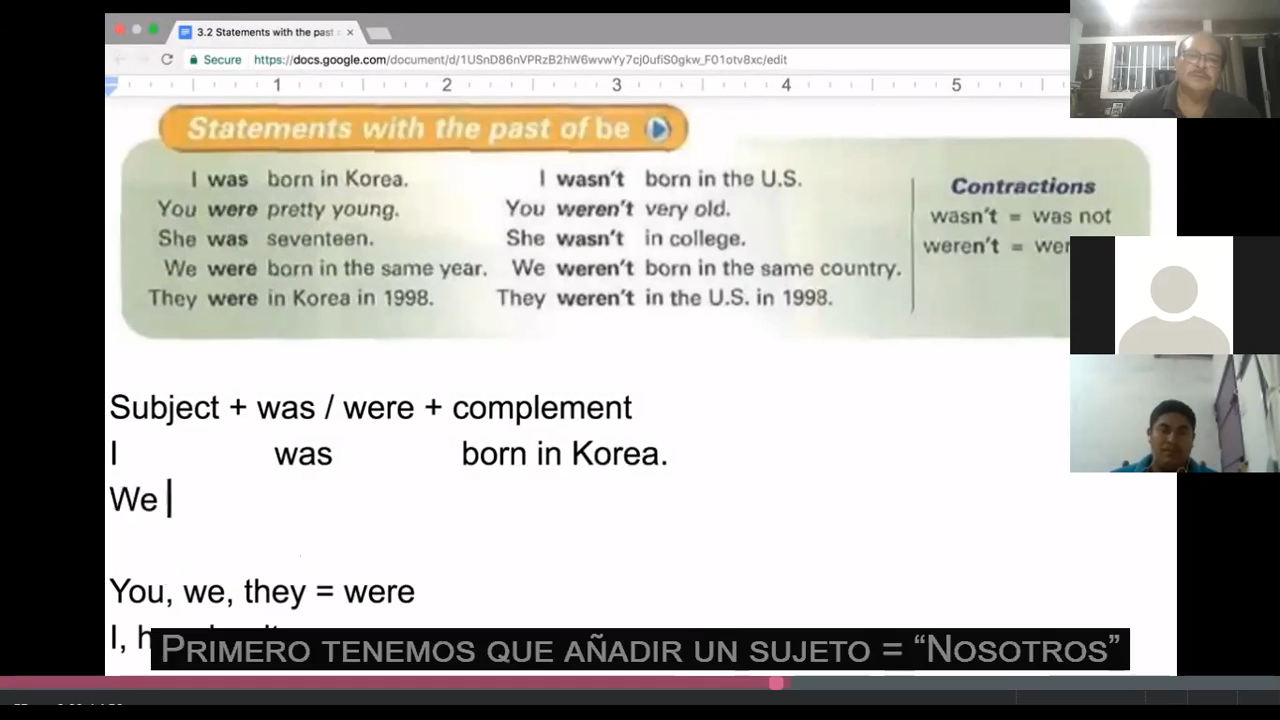 3.2 Statements with the past
Secure https://docs.google.com/document/d/1USnD86nVPRzB2hW6wvwYy7cj0ufiS0gkw_F01otv8xc/edit
1 2 3 4 5
Statements with the past of be
I was born in Korea. I wasn't born in the U.S.
You were pretty young. You weren't very old.
She was seventeen. She wasn't in college.
We were born in the same year. We weren't born in the same country.
They were in Korea in 1998. They weren't in the U.S. in 1998.
Contractions
wasn't = was not
weren't =
Subject + was / were + complement
I was born in Korea.
We
You, we, they = were
I,
PRIMERO TENEMOS QUE AÑADIR UN SUJETO = “NOSOTROS”